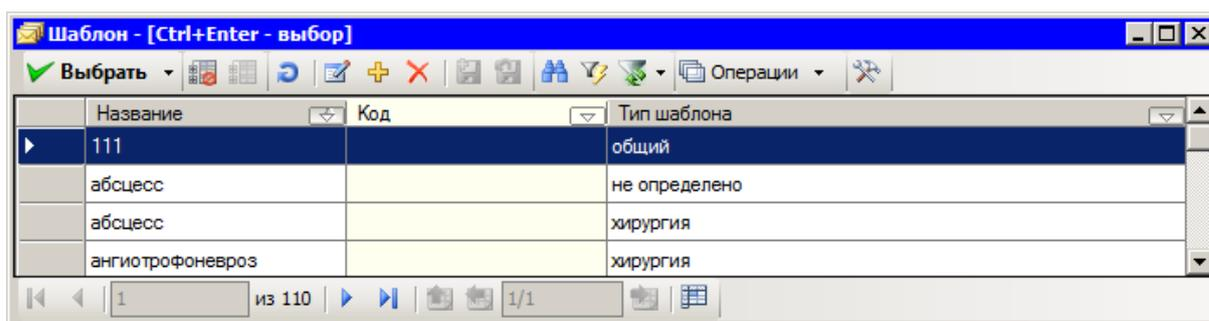 Шаблон - [Ctrl+Enter - выбор]
Выбрать Операции
Название Код Тип шаблона
111 общий
абсцесс не определено
абсцесс хирургия
ангиотрофоневроз хирургия
1 из 110 1/1